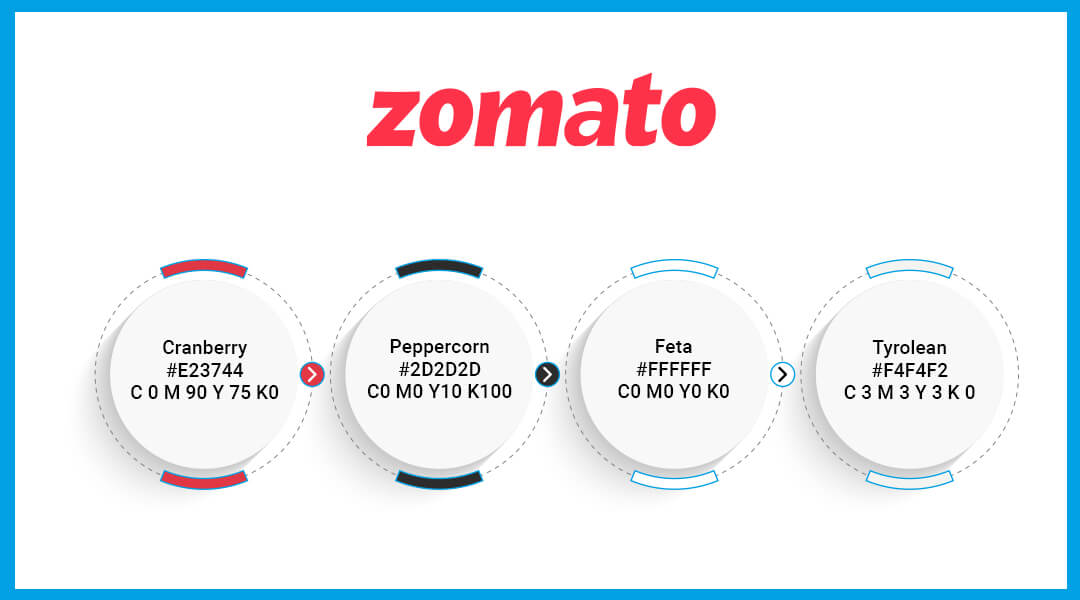 zomato
Cranberry
#E23744
C 0 M 90 Y 75 K0
Peppercorn
#2D2D2D
C0 M0 Y10 K100
Feta
#FFFFFF
C0 M0 Y0 K0
Tyrolean
#F4F4F2
C 3 M 3 Y 3 K 0